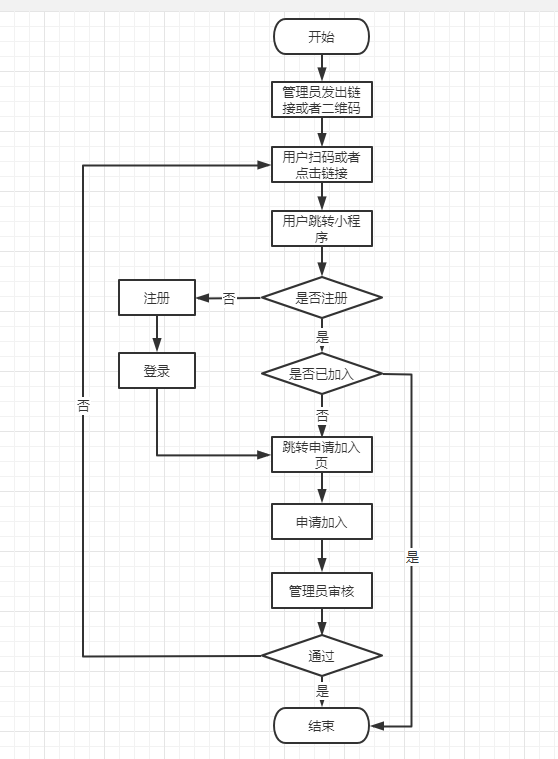 开始
管理员发出链
接或者二维码
用户扫码或者
点击链接
用户跳转小程
序
是否注册
否
注册
是
登录
是否已加入
否
否
跳转申请加入
页
申请加入
是
管理员审核
通过
是
结束